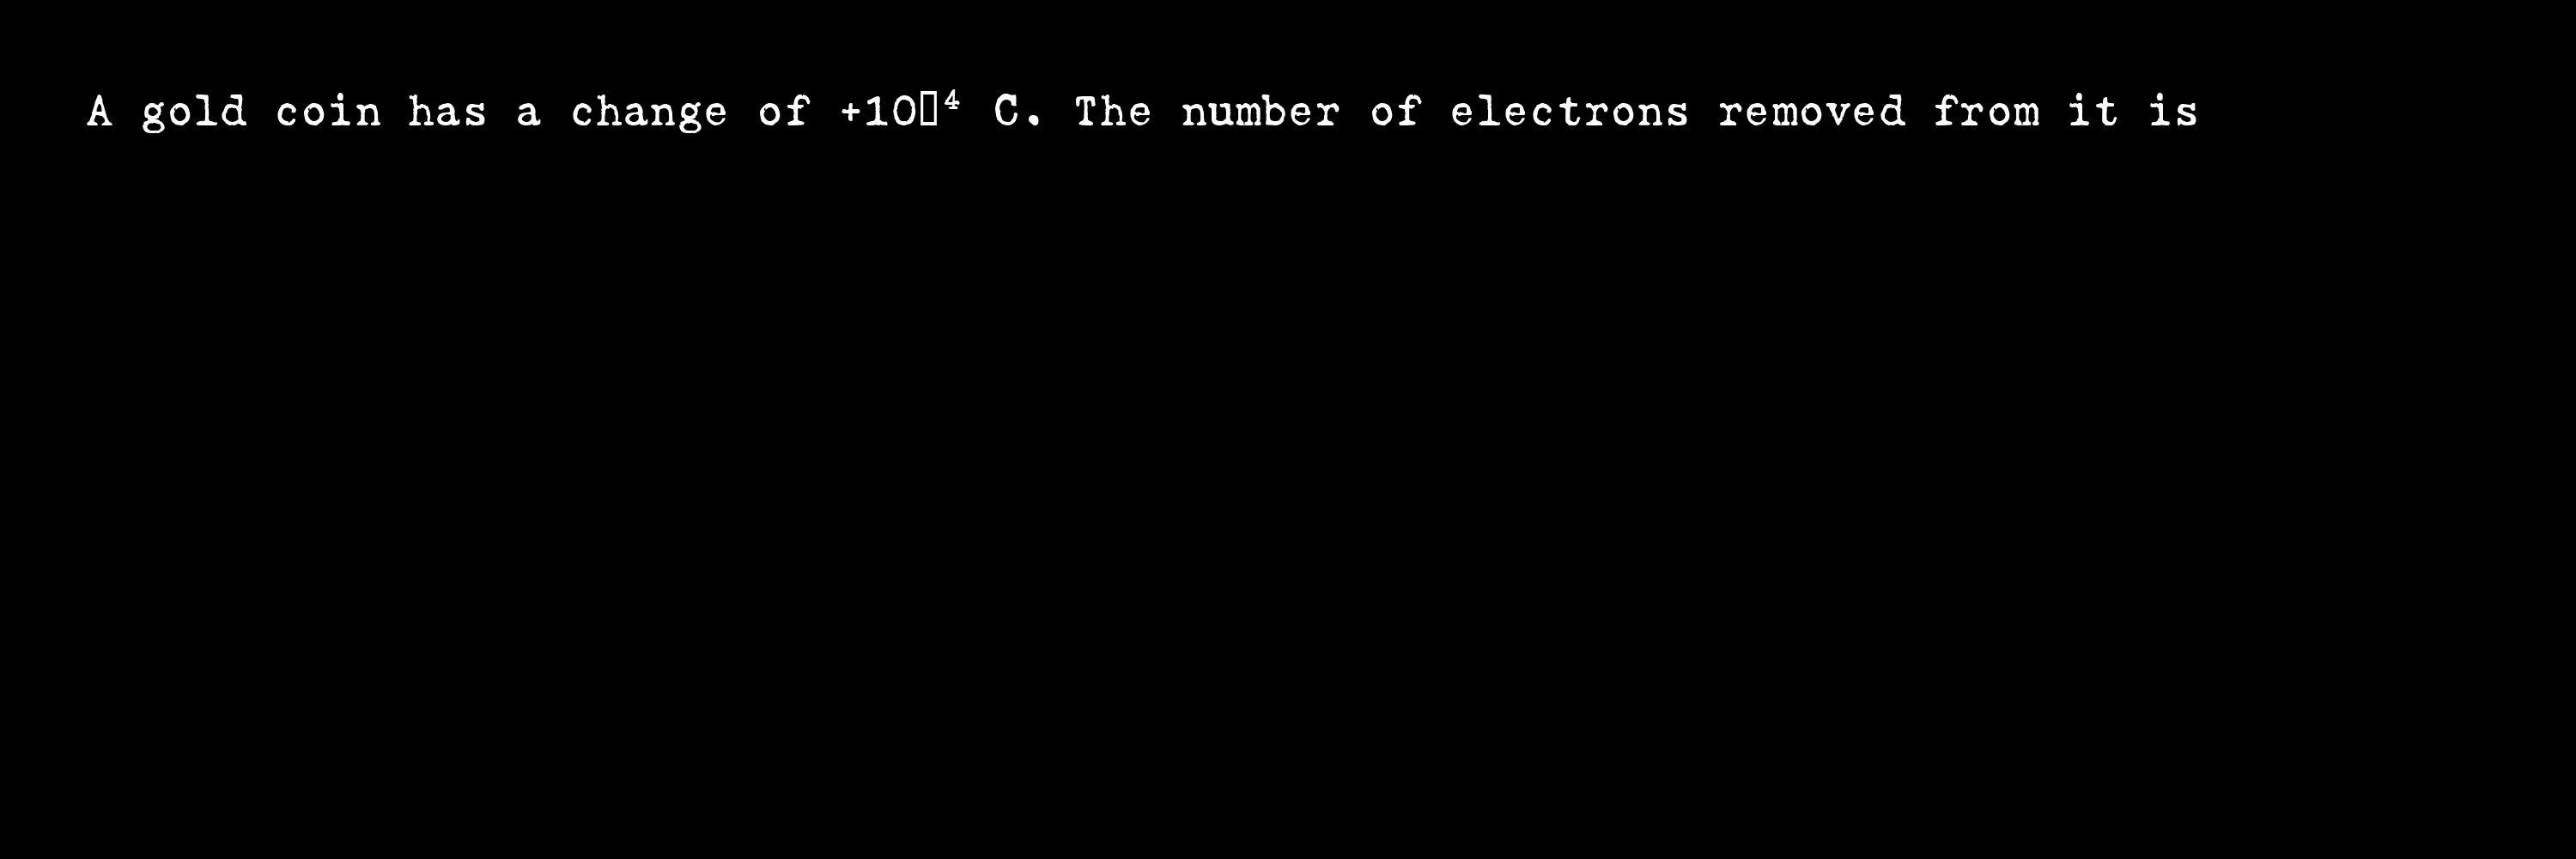 A gold coin has a change of +10▯⁴ C. The number of electrons removed from it is